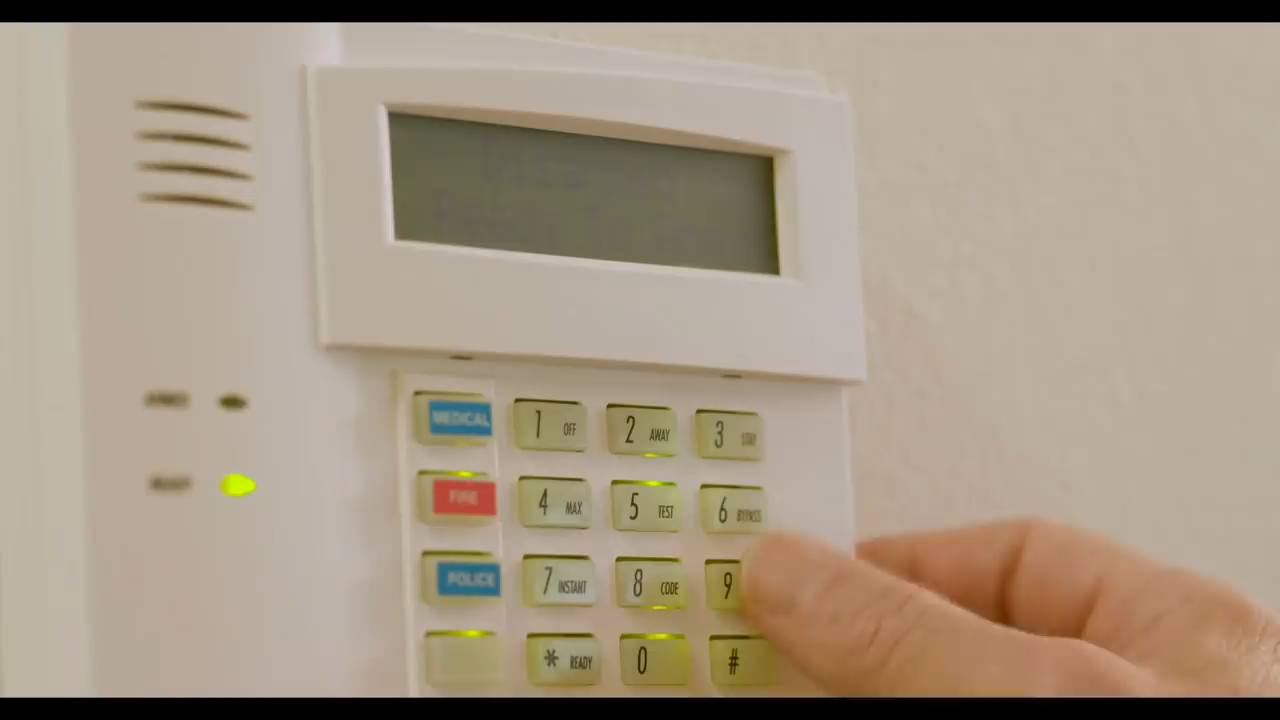 MEDICAL 1 OFF 2 AWAY 3 STAY
FIRE 4 MAX 5 TEST 6 BYPASS
POLICE 7 INSTANT 8 CODE 9
* READY 0 #